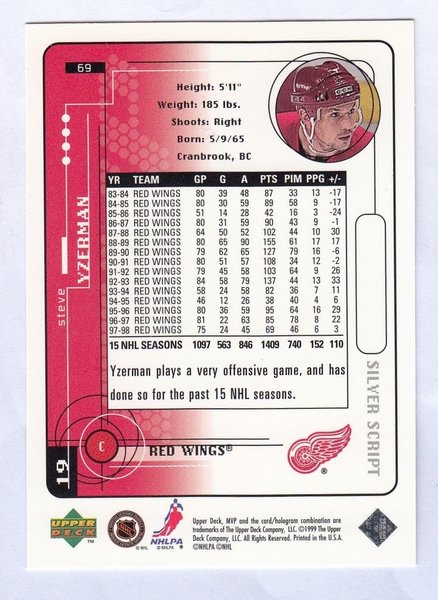 69
Height: 5'11"
Weight: 185 lbs.
Shoots: Right
Born: 5/9/65
Cranbrook, BC
steve YZERMAN
YR TEAM GP G A PTS PIM PPG +/-
83-84 RED WINGS 80 39 48 87 33 13 -17
84-85 RED WINGS 80 30 59 89 58 9 -17
85-86 RED WINGS 51 14 28 42 16 3 -24
86-87 RED WINGS 80 31 59 90 43 9 -1
87-88 RED WINGS 64 50 52 102 44 10 30
88-89 RED WINGS 80 65 90 155 61 17 17
89-90 RED WINGS 79 62 65 127 79 16 -6
90-91 RED WINGS 80 51 57 108 34 12 -2
91-92 RED WINGS 79 45 58 103 64 9 26
92-93 RED WINGS 84 58 79 137 44 13 33
93-94 RED WINGS 58 24 58 82 36 7 11
94-95 RED WINGS 46 12 26 38 40 4 6
95-96 RED WINGS 80 36 59 95 64 16 29
96-97 RED WINGS 81 22 63 85 78 8 22
97-98 RED WINGS 75 24 45 69 46 6 3
15 NHL SEASONS 1097 563 846 1409 740 152 110
Yzerman plays a very offensive game, and has
done so for the past 15 NHL seasons.
SILVER SCRIPT
19
C
RED WINGS®
®
UPPER
DECK
TM
NHL
© NHL
NHLPA
© NHLPA
Upper Deck, MVP and the card/hologram combination are
trademarks of The Upper Deck Company, LLC. ©1999 The Upper
Deck Company, LLC. All Rights Reserved. Printed in the U.S.A.
©NHLPA ©NHL